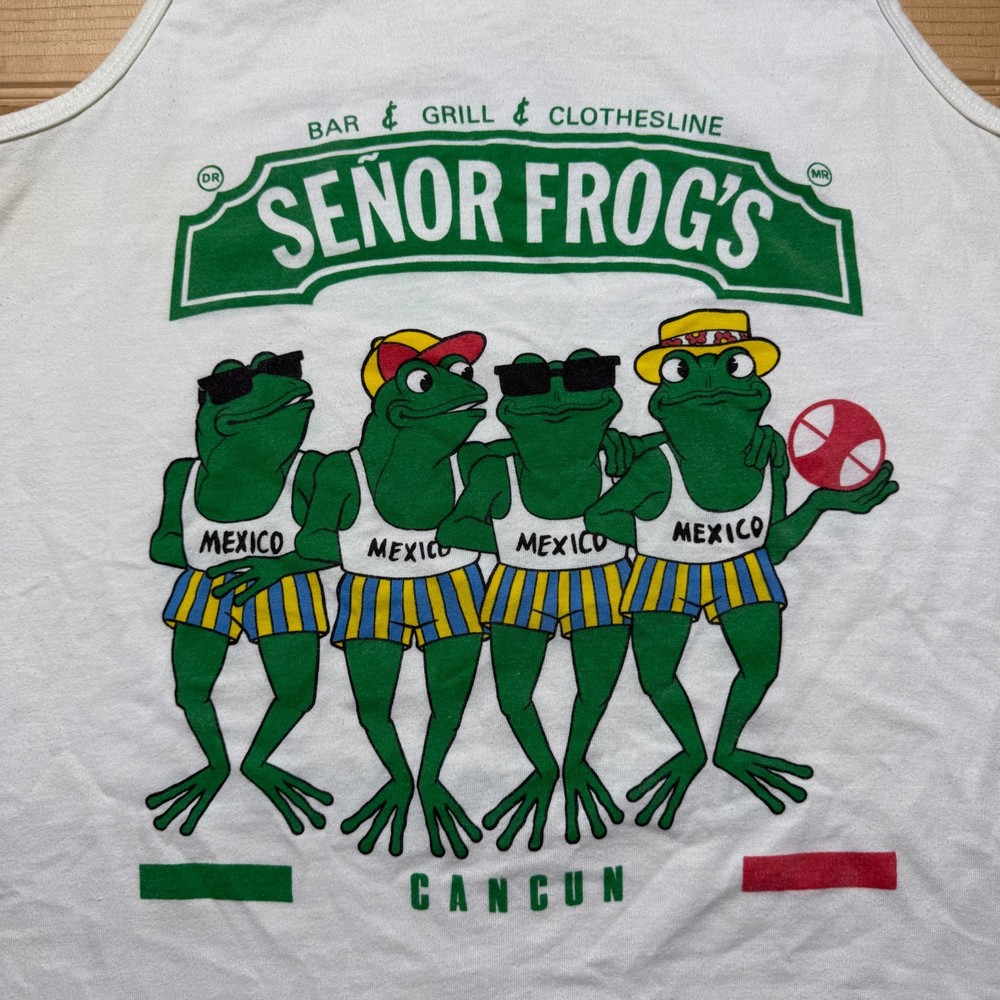 BAR & GRILL & CLOTHESLINE
DR
MR
SEÑOR FROG'S
MEXICO MEXICO MEXICO MEXICO
CANCUN